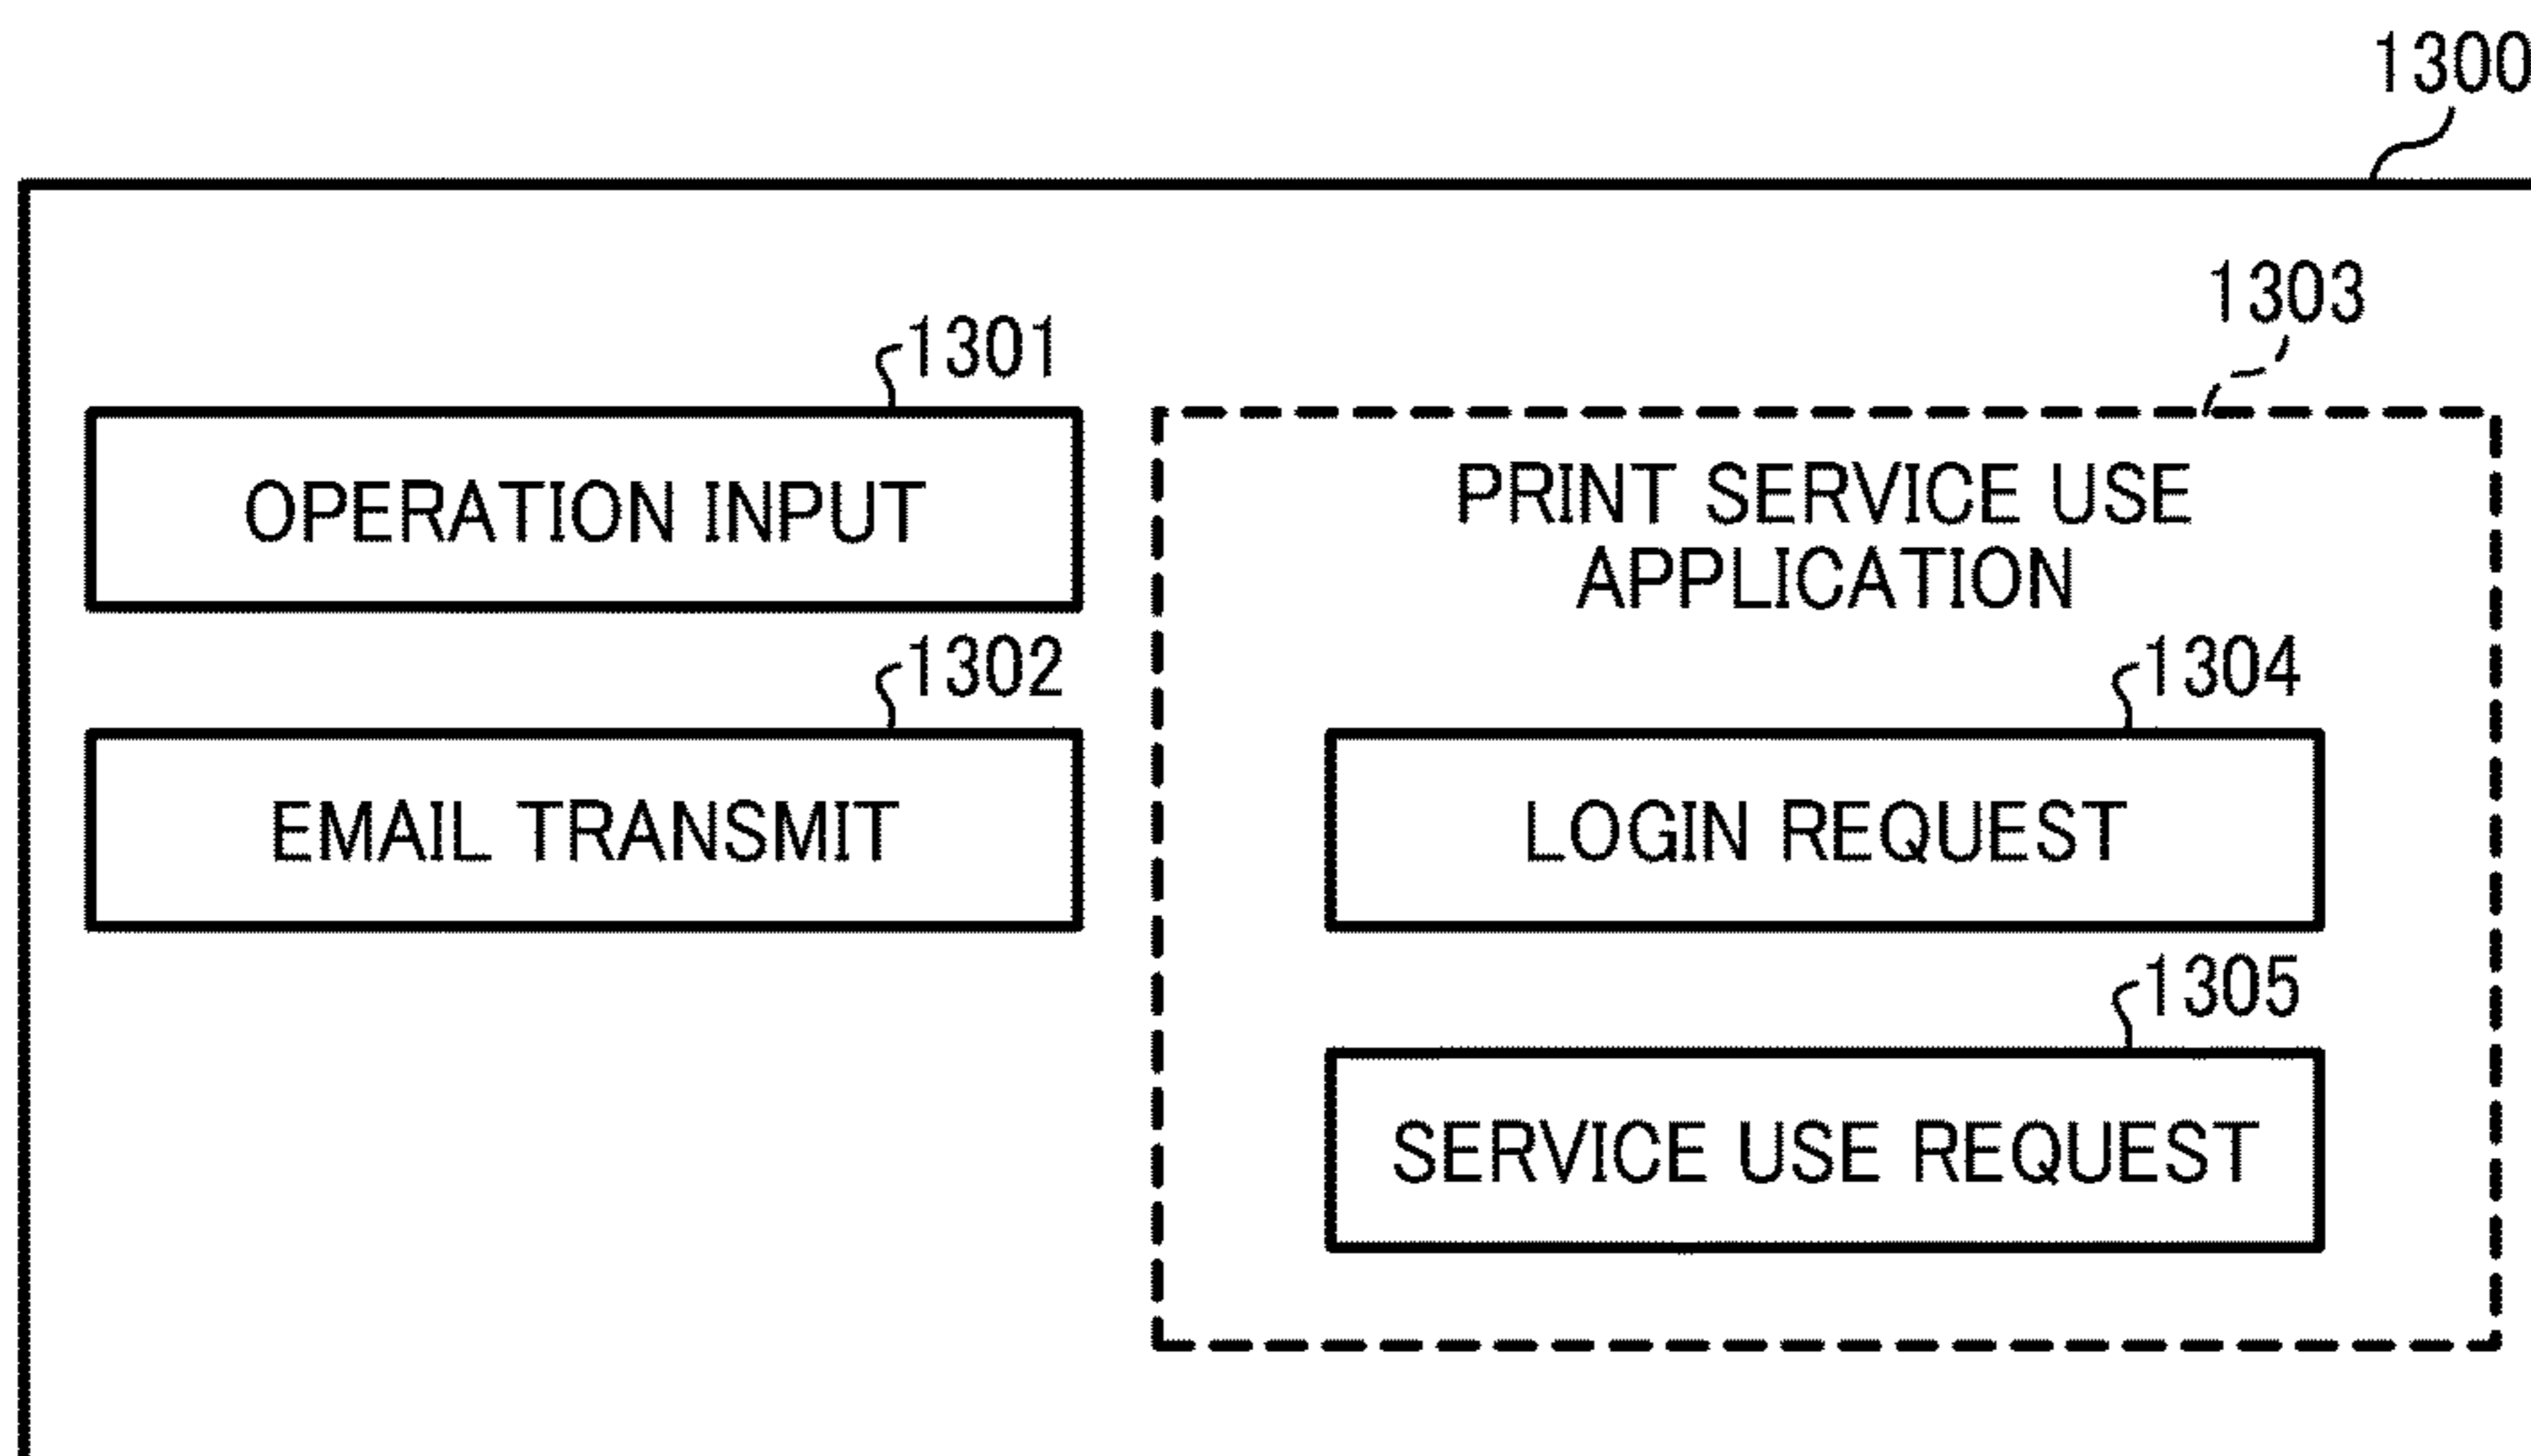 1300
1301
OPERATION INPUT
1302
EMAIL TRANSMIT
1303
PRINT SERVICE USE
APPLICATION
1304
LOGIN REQUEST
1305
SERVICE USE REQUEST